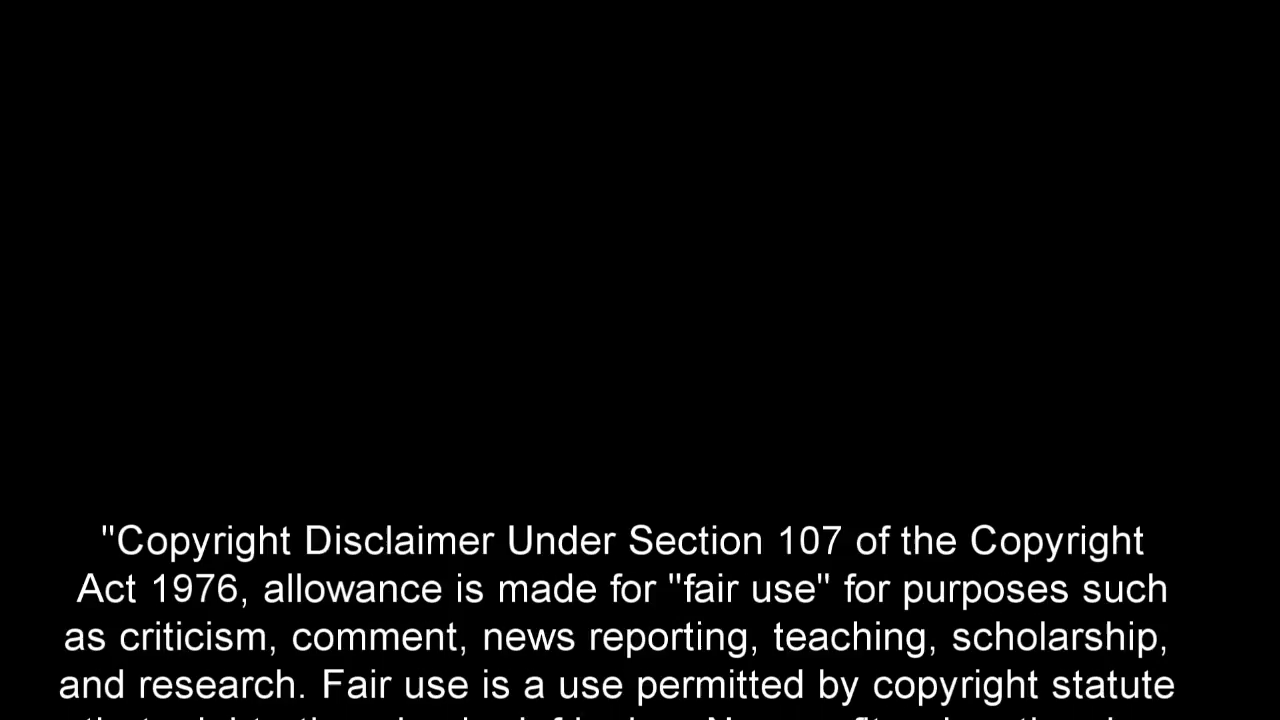 "Copyright Disclaimer Under Section 107 of the Copyright
Act 1976, allowance is made for "fair use" for purposes such
as criticism, comment, news reporting, teaching, scholarship,
and research. Fair use is a use permitted by copyright statute